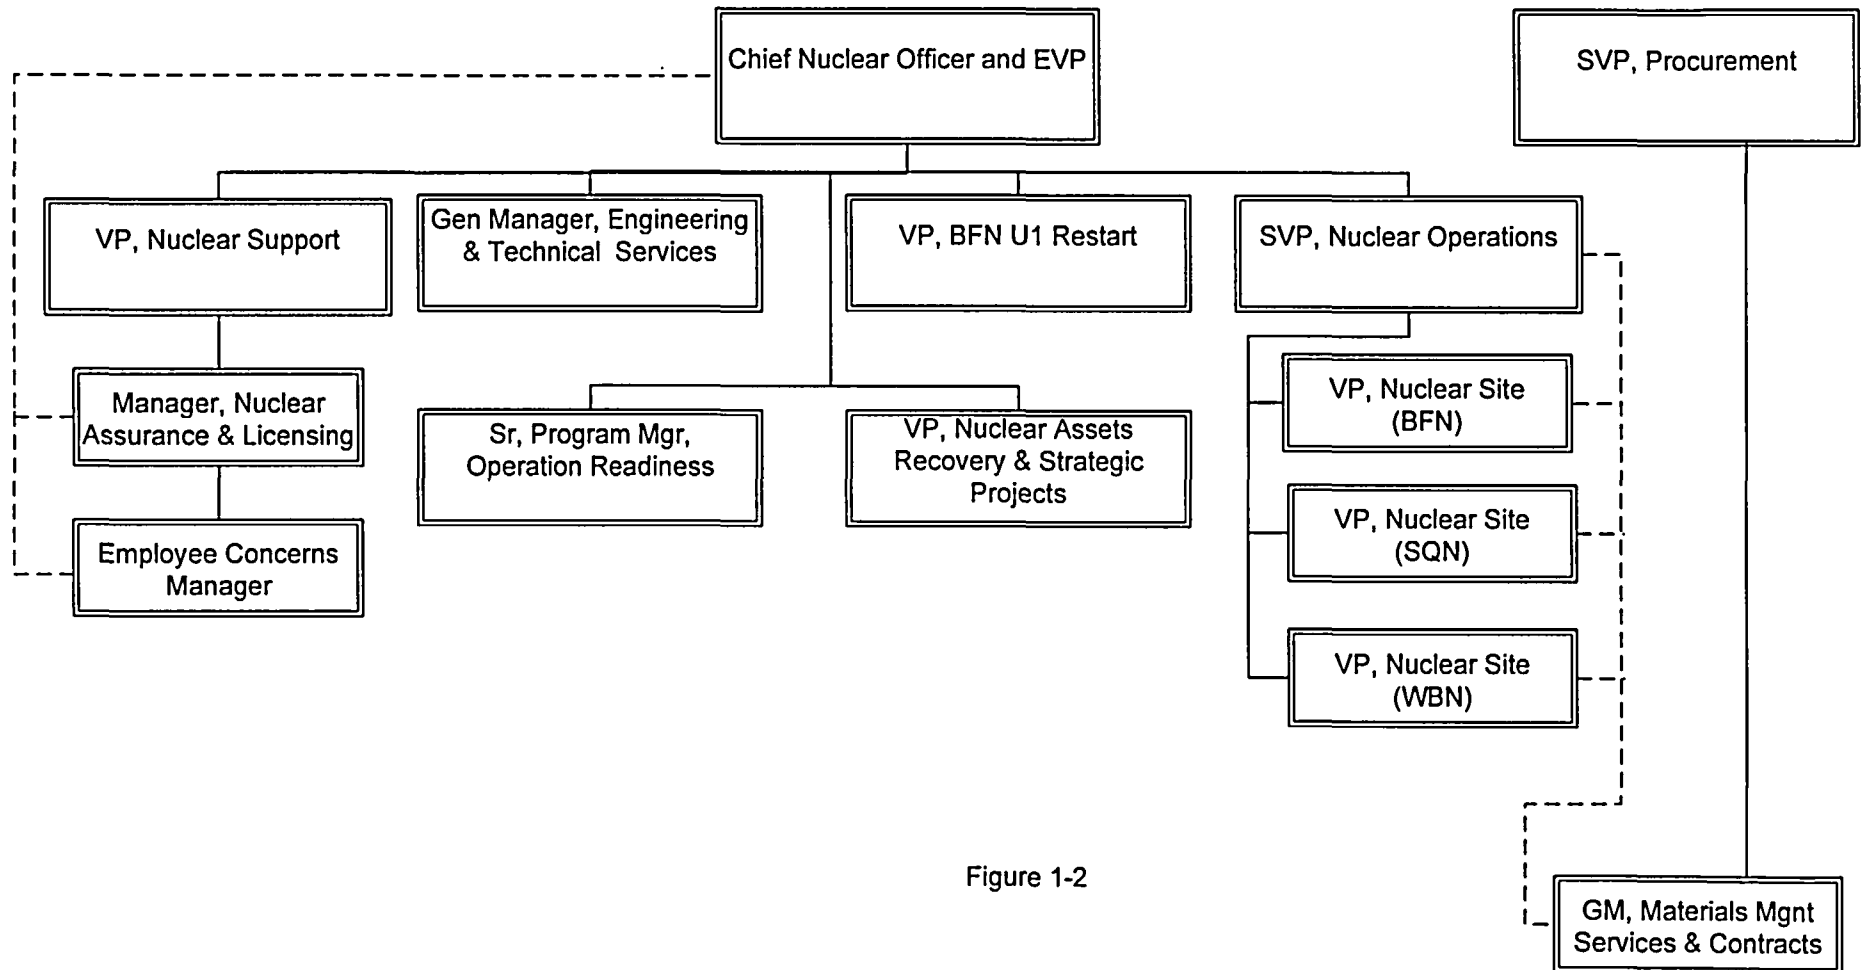 Chief Nuclear Officer and EVP
SVP, Procurement
VP, Nuclear Support
Gen Manager, Engineering
& Technical Services
VP, BFN U1 Restart
SVP, Nuclear Operations
Manager, Nuclear
Assurance & Licensing
Sr, Program Mgr,
Operation Readiness
VP, Nuclear Assets
Recovery & Strategic
Projects
VP, Nuclear Site
(BFN)
Employee Concerns
Manager
VP, Nuclear Site
(SQN)
VP, Nuclear Site
(WBN)
Figure 1-2
GM, Materials Mgnt
Services & Contracts